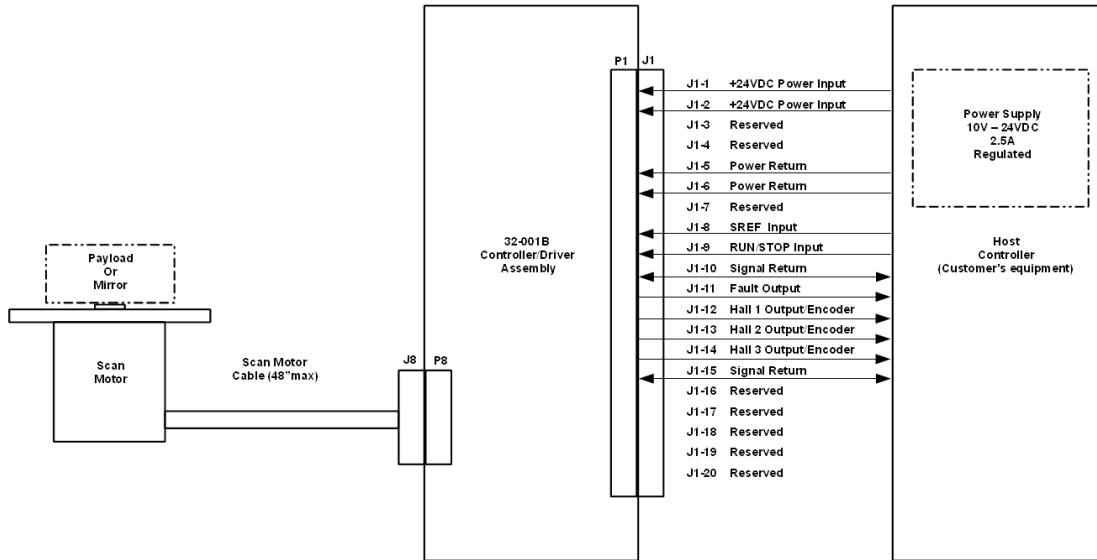 P1 J1
J1-1 +24VDC Power Input
J1-2 +24VDC Power Input
J1-3 Reserved
J1-4 Reserved
J1-5 Power Return
J1-6 Power Return
J1-7 Reserved
J1-8 SREF Input
J1-9 RUN/STOP Input
J1-10 Signal Return
J1-11 Fault Output
J1-12 Hall 1 Output/Encoder
J1-13 Hall 2 Output/Encoder
J1-14 Hall 3 Output/Encoder
J1-15 Signal Return
J1-16 Reserved
J1-17 Reserved
J1-18 Reserved
J1-19 Reserved
J1-20 Reserved
Power Supply
10V – 24VDC
2.5A
Regulated
Host
Controller
(Customer's equipment)
32-001B
Controller/Driver
Assembly
Payload
Or
Mirror
Scan
Motor
Scan Motor
Cable (48"max)
J8 P8